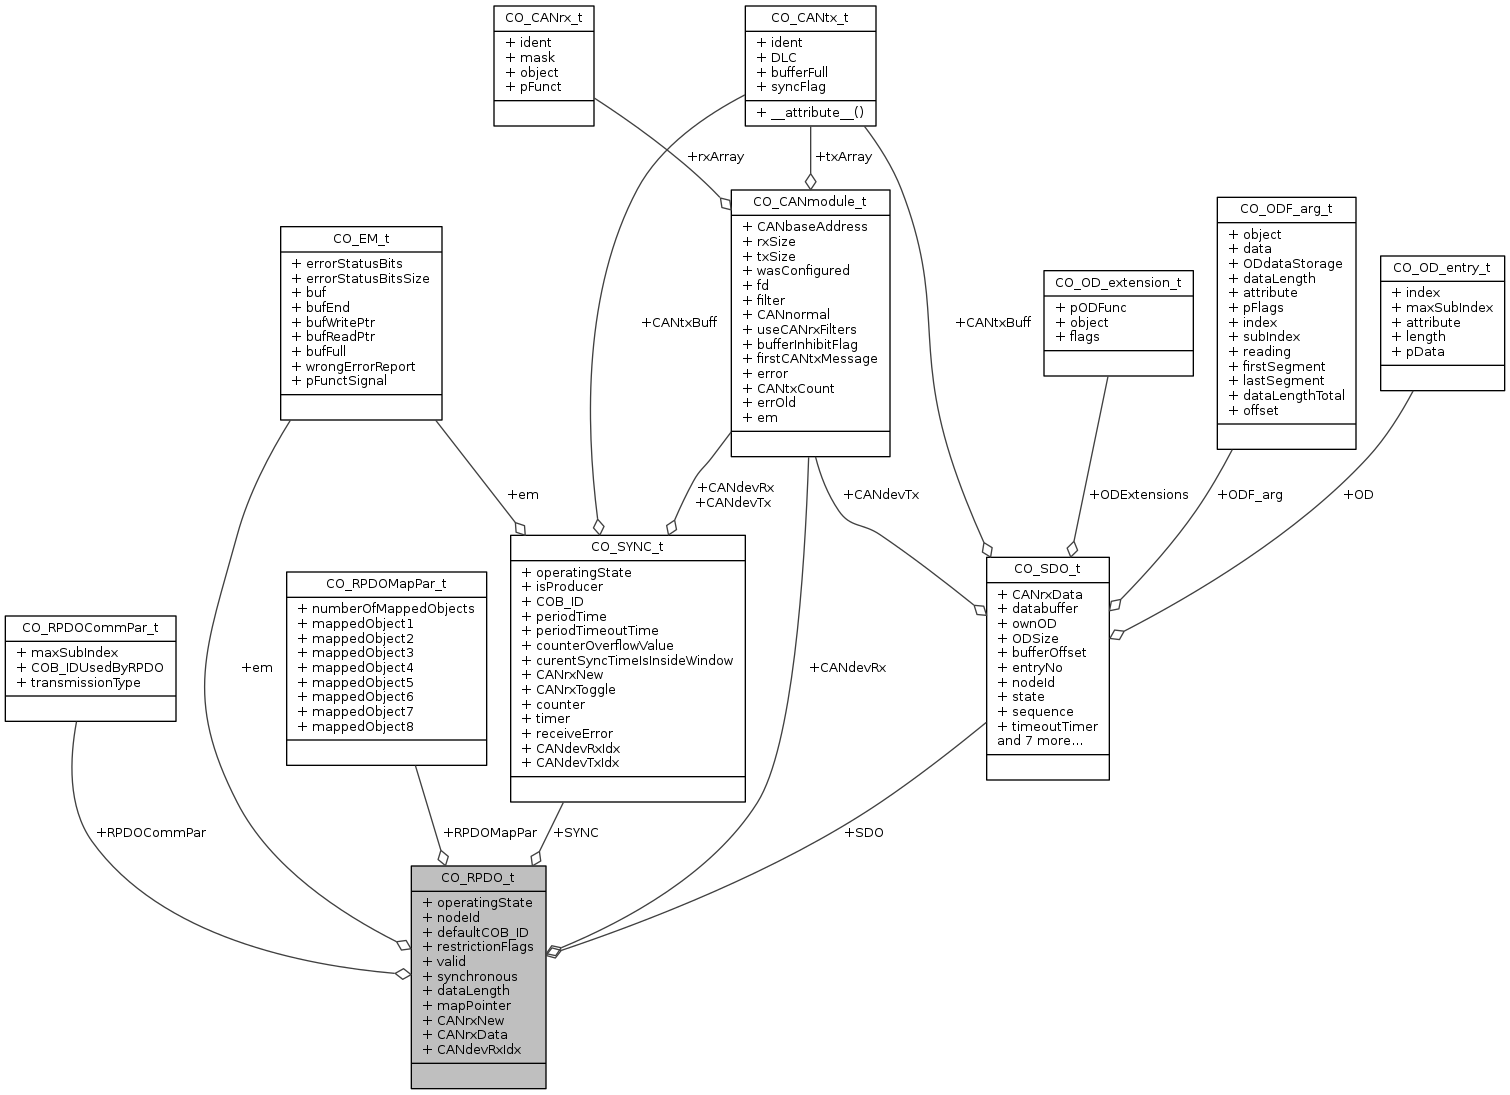 CO_CANrx_t
+ ident
+ mask
+ object
+ pFunct
CO_CANtx_t
+ ident
+ DLC
+ bufferFull
+ syncFlag
+ __attribute__()
+rxArray
+txArray
CO_CANmodule_t
+ CANbaseAddress
+ rxSize
+ txSize
+ wasConfigured
+ fd
+ filter
+ CANnormal
+ useCANrxFilters
+ bufferInhibitFlag
+ firstCANtxMessage
+ error
+ CANtxCount
+ errOld
+ em
CO_EM_t
+ errorStatusBits
+ errorStatusBitsSize
+ buf
+ bufEnd
+ bufWritePtr
+ bufReadPtr
+ bufFull
+ wrongErrorReport
+ pFunctSignal
+CANtxBuff
+CANtxBuff
CO_OD_extension_t
+ pODFunc
+ object
+ flags
CO_ODF_arg_t
+ object
+ data
+ ODdataStorage
+ dataLength
+ attribute
+ pFlags
+ index
+ subIndex
+ reading
+ firstSegment
+ lastSegment
+ dataLengthTotal
+ offset
CO_OD_entry_t
+ index
+ maxSubIndex
+ attribute
+ length
+ pData
+em
+CANdevRx
+CANdevTx
+CANdevTx
+ODExtensions
+ODF_arg
+OD
CO_SYNC_t
+ operatingState
+ isProducer
+ COB_ID
+ periodTime
+ periodTimeoutTime
+ counterOverflowValue
+ curentSyncTimeIsInsideWindow
+ CANrxNew
+ CANrxToggle
+ counter
+ timer
+ receiveError
+ CANdevRxIdx
+ CANdevTxIdx
CO_SDO_t
+ CANrxData
+ databuffer
+ ownOD
+ ODSize
+ bufferOffset
+ entryNo
+ nodeId
+ state
+ sequence
+ timeoutTimer
and 7 more...
CO_RPDOMapPar_t
+ numberOfMappedObjects
+ mappedObject1
+ mappedObject2
+ mappedObject3
+ mappedObject4
+ mappedObject5
+ mappedObject6
+ mappedObject7
+ mappedObject8
CO_RPDOCommPar_t
+ maxSubIndex
+ COB_IDUsedByRPDO
+ transmissionType
+em
+CANdevRx
+RPDOCommPar
+RPDOMapPar
+SYNC
+SDO
CO_RPDO_t
+ operatingState
+ nodeId
+ defaultCOB_ID
+ restrictionFlags
+ valid
+ synchronous
+ dataLength
+ mapPointer
+ CANrxNew
+ CANrxData
+ CANdevRxIdx